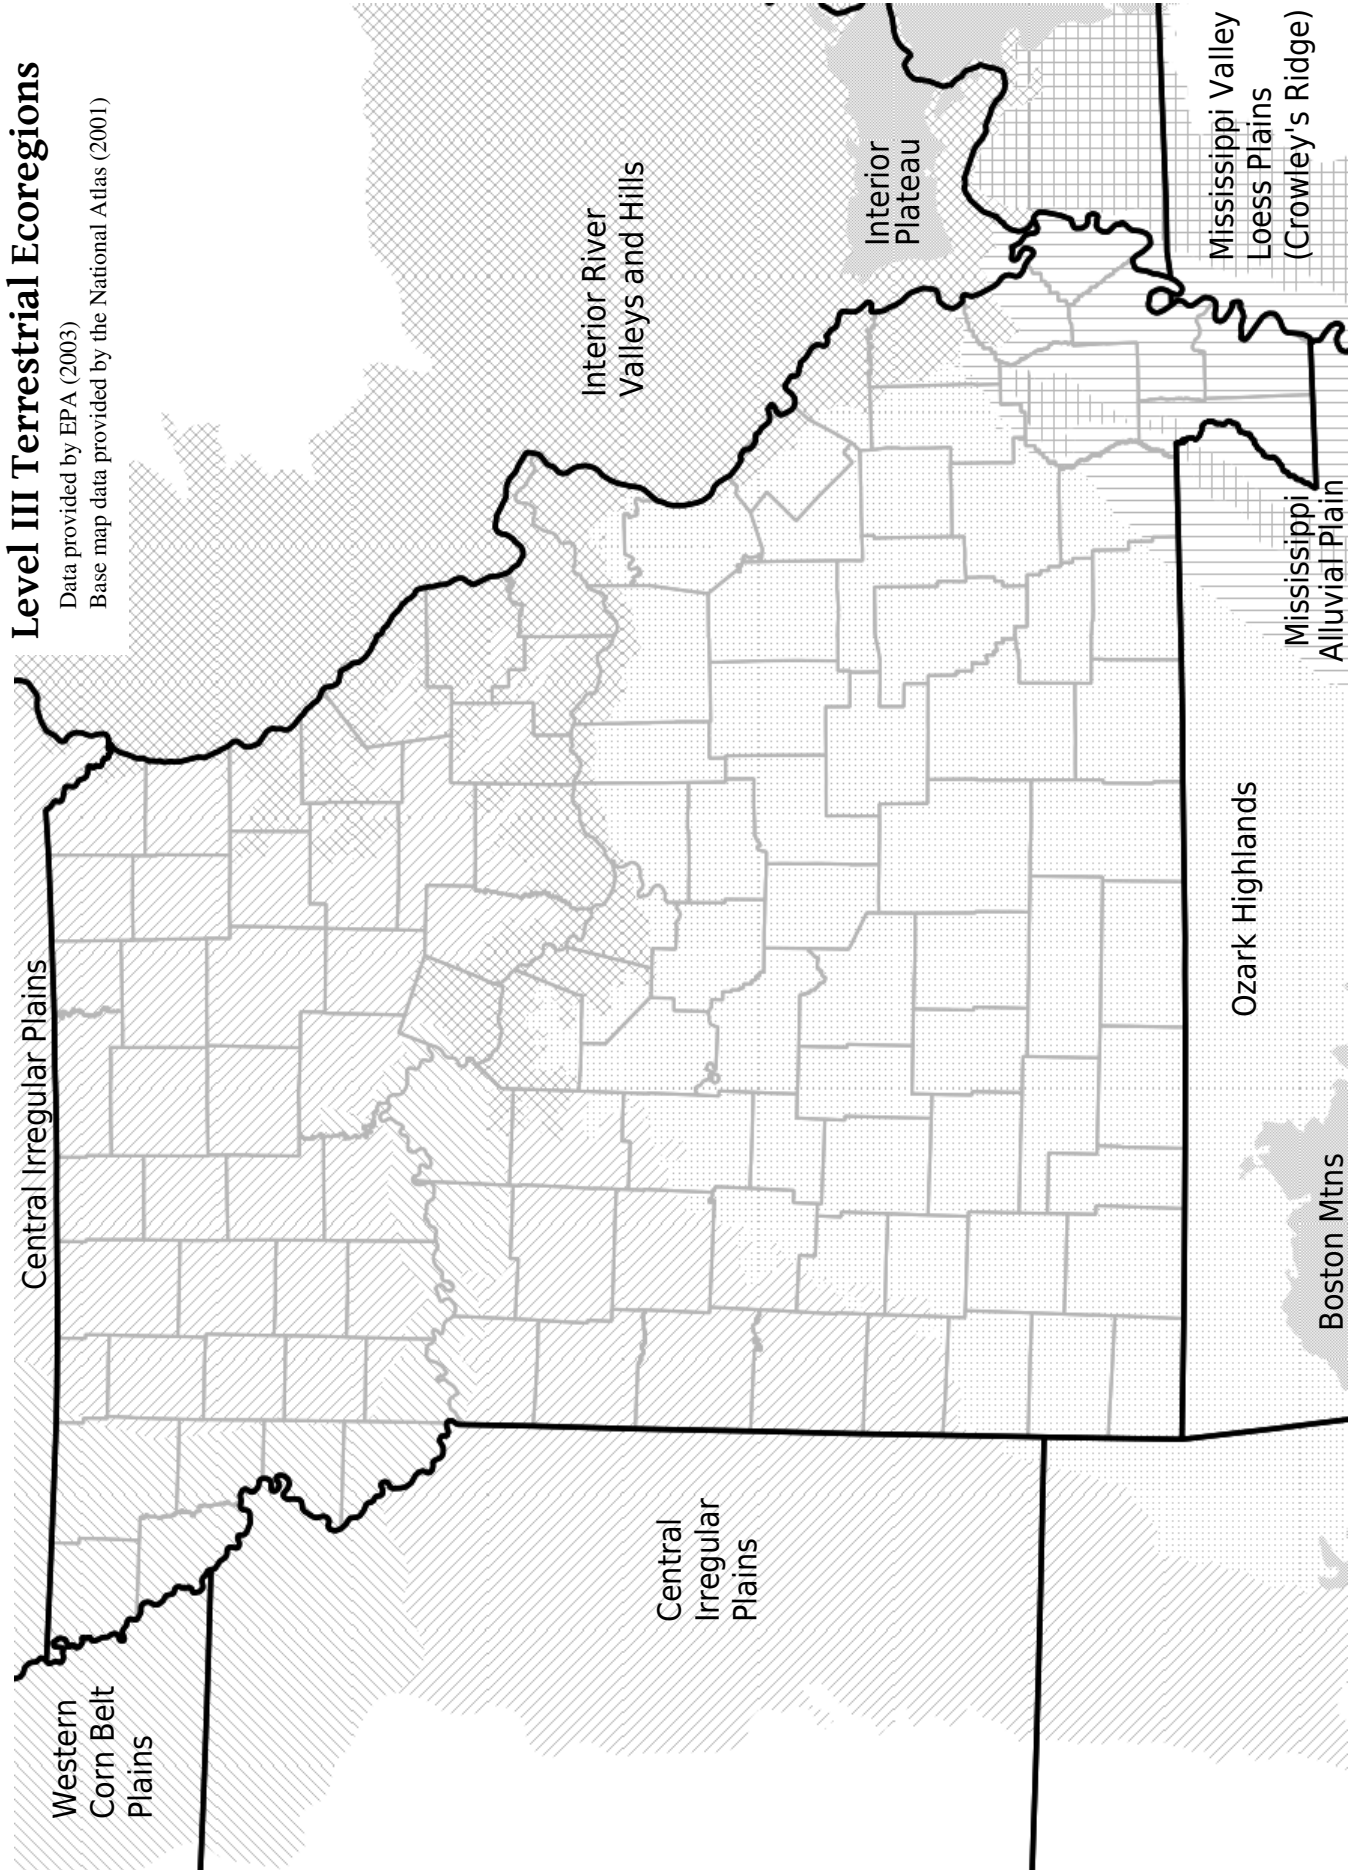 Level III Terrestrial Ecoregions
Data provided by EPA (2003)
Base map data provided by the National Atlas (2001)
Western
Corn Belt
Plains
Central Irregular Plains
Interior River
Valleys and Hills
Central
Irregular
Plains
Interior
Plateau
Ozark Highlands
Mississippi Valley
Loess Plains
(Crowley's Ridge)
Boston Mtns
Mississippi
Alluvial Plain